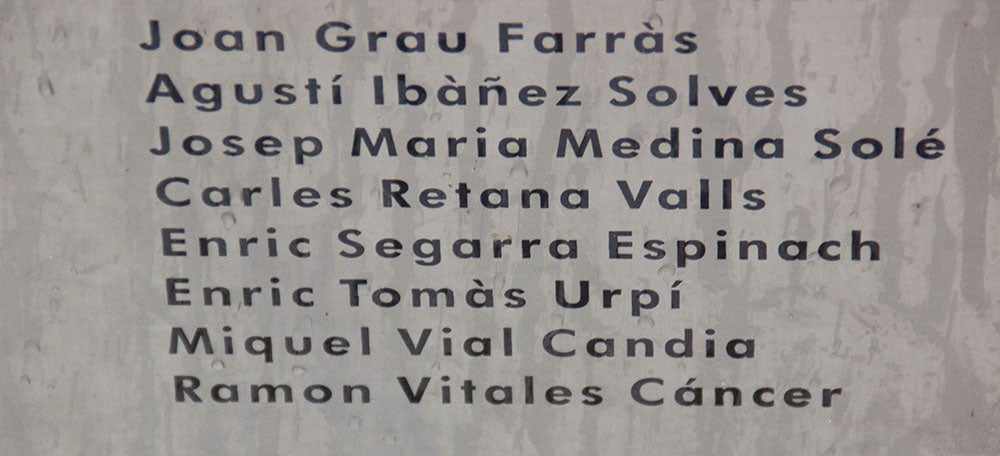 Joan Grau Farràs
Agustí Ibàñez Solves
Josep Maria Medina Solé
Carles Retana Valls
Enric Segarra Espinach
Enric Tomàs Urpí
Miquel Vial Candia
Ramon Vitales Cáncer